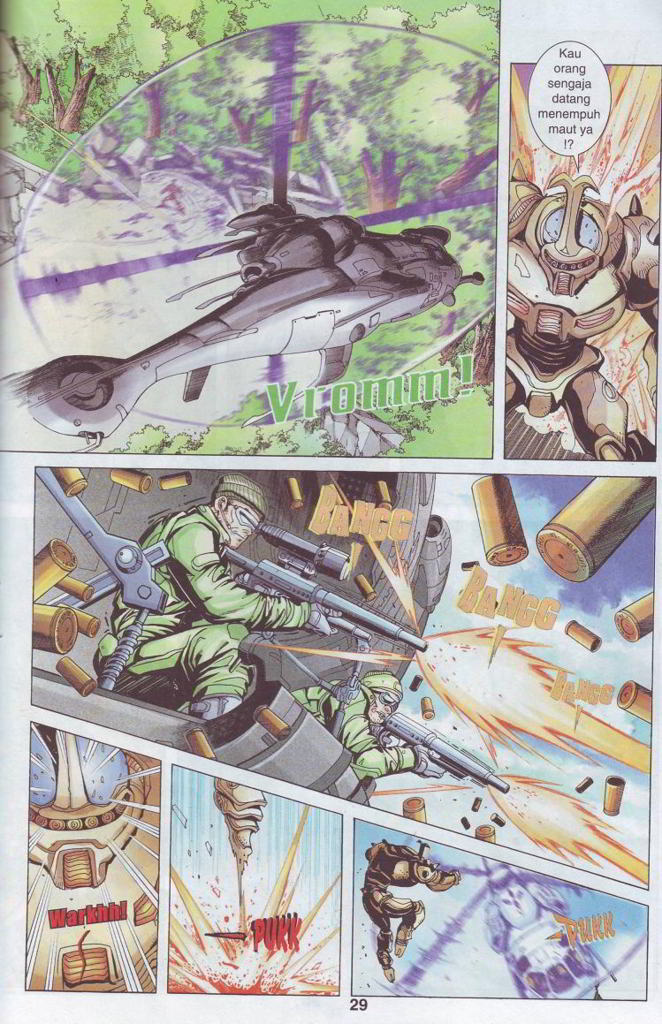 Vromm!
Kau
orang
sengaja
datang
menempuh
maut ya
!?
BANGG
BANGG
BANGG
Warkhh!
PUKK
PUKK
29